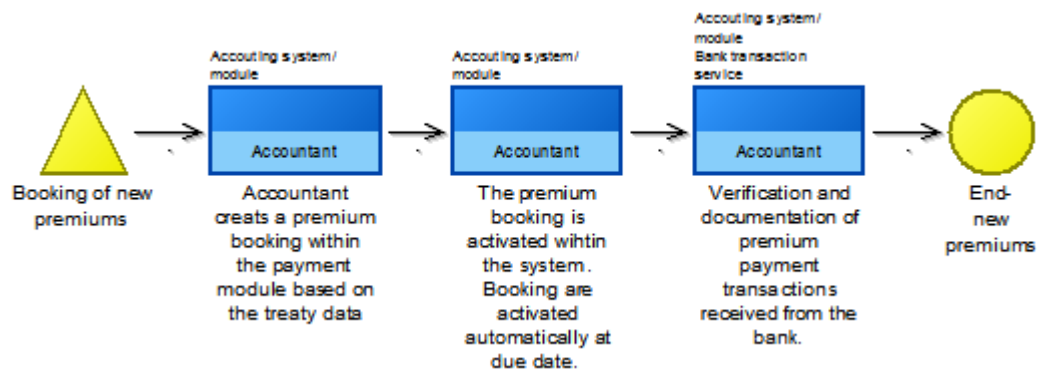 Booking of new
premiums
Accouting system/
module
Accountant
Accountant
creats a premium
booking within
the payment
module based on
the treaty data
Accouting system/
module
Accountant
The premium
booking is
activated wihtin
the system.
Booking are
activated
automatically at
due date.
Accouting system/
module
Bank transaction
service
Accountant
Verification and
documentation of
premium
payment
transactions
received from the
bank.
End-
new
premiums